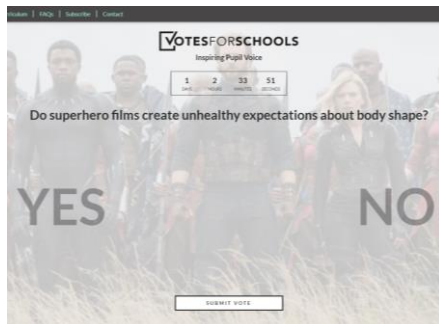 FAQs | Subscribe | Contact
VOTESFORSCHOOLS
Inspiring Pupil Voice
1 2 33 51
DAYS HOURS MINUTES SECONDS
Do superhero films create unhealthy expectations about body shape?
YES NO
SUBMIT VOTE